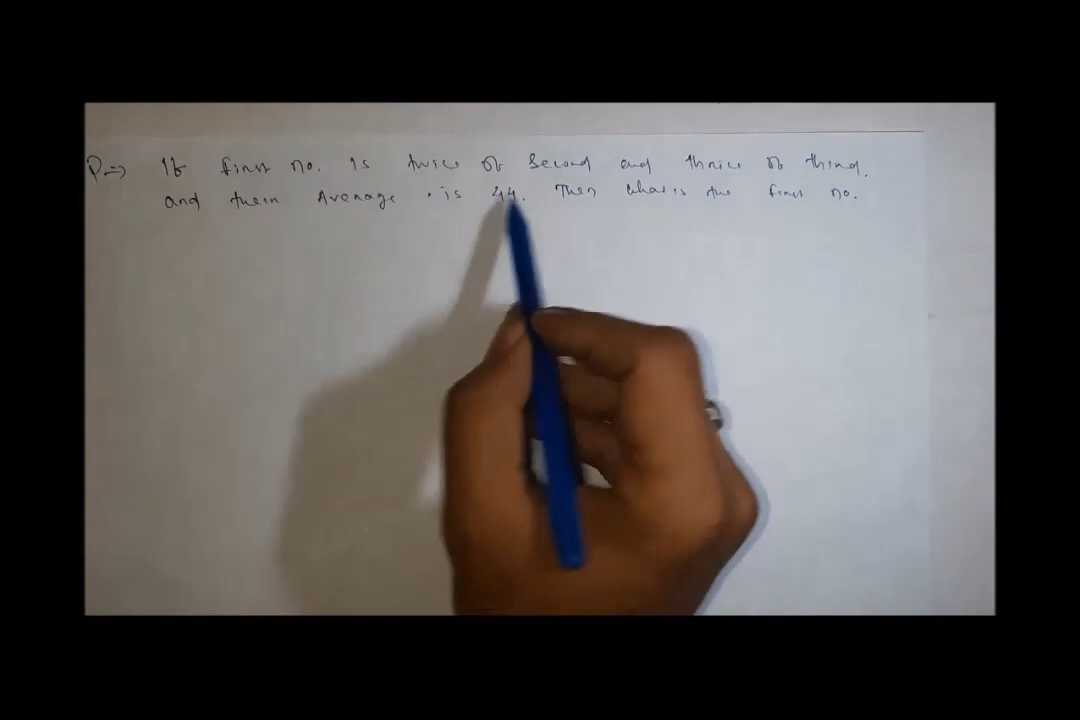 Q⇒ If first no. is twice of Second and thrice of third.
and their Average is 44. Then what is the first no.